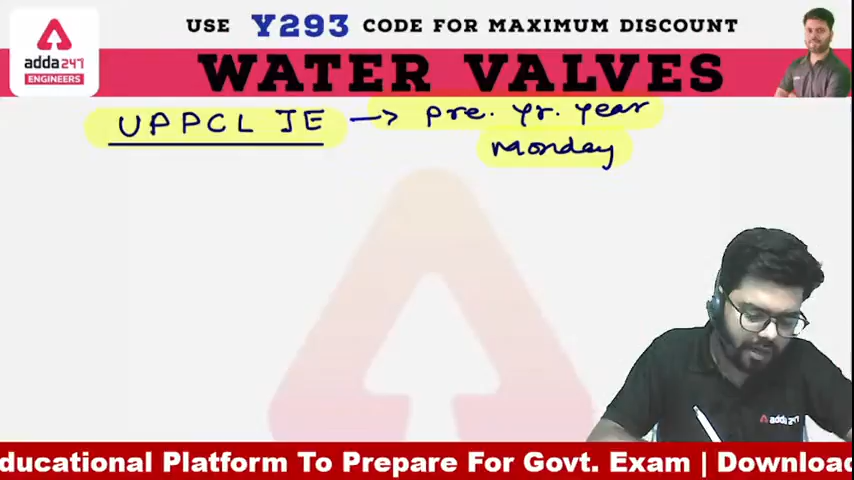 USE Y293 CODE FOR MAXIMUM DISCOUNT
adda247
ENGINEERS
WATER VALVES
UPPCL JE → pre. yr. year
Monday
adda247
ducational Platform To Prepare For Govt. Exam | Download